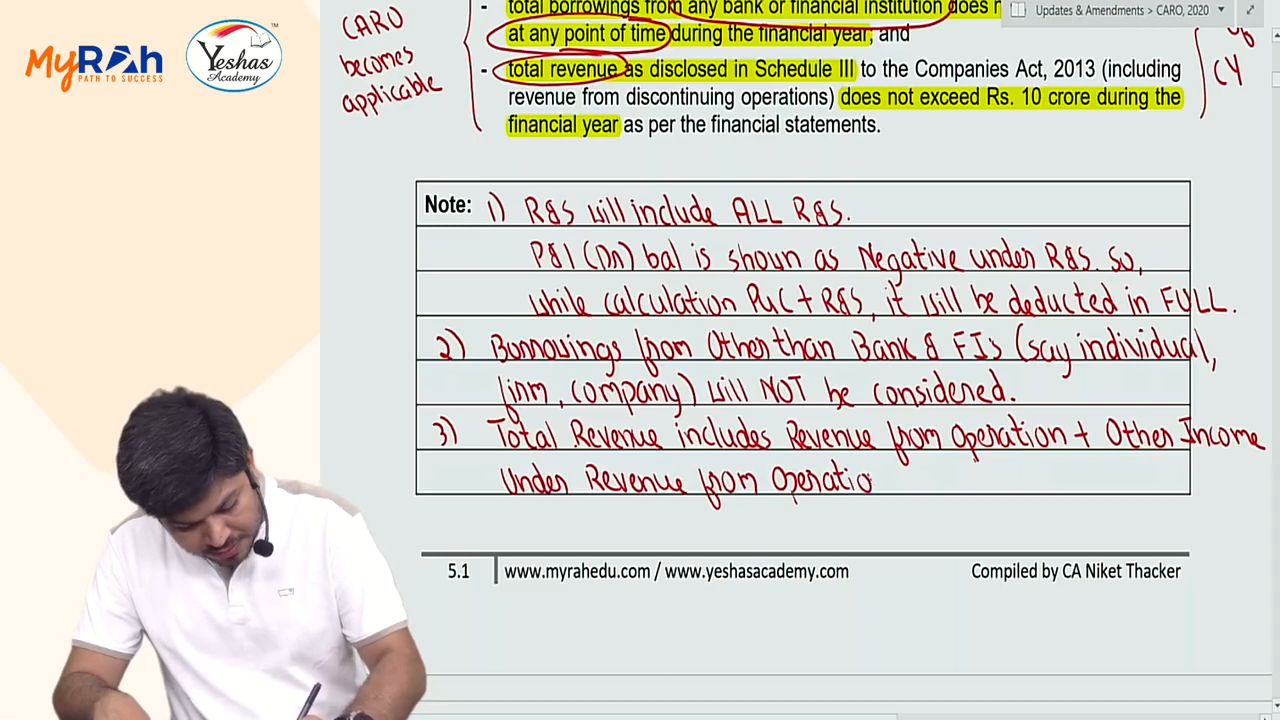 MyRAh
PATH TO SUCCESS
Yeshas
Academy
TM
Updates & Amendments > CARO, 2020
CARO
becomes
applicable
- total borrowings from any bank or financial institution does
at any point of time during the financial year; and
- total revenue as disclosed in Schedule III to the Companies Act, 2013 (including
revenue from discontinuing operations) does not exceed Rs. 10 crore during the
financial year as per the financial statements.
of
CY
Note: 1) R&S will include ALL R&S.
P&l (Dr) bal is shown as Negative under R&S. So,
while calculation PUC + R&S, it will be deducted in FULL.
2) Borrowings from Other than Bank & FIs (say individual,
firm, company) will NOT be considered.
3) Total Revenue includes Revenue from Operation + Other Income
Under Revenue from Operatio
5.1 www.myrahedu.com / www.yeshasacademy.com Compiled by CA Niket Thacker